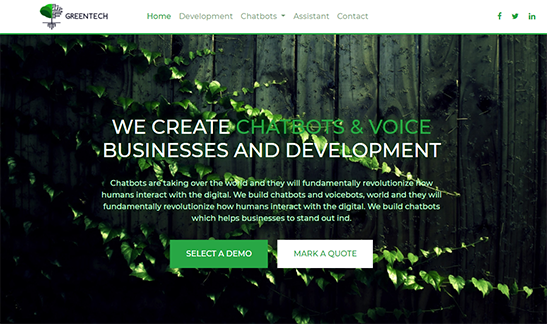 GREENTECH
Home Development Chatbots Assistant Contact
WE CREATE CHATBOTS & VOICE
BUSINESSES AND DEVELOPMENT
Chatbots are taking over the world and they will fundamentally revolutionize how
humans interact with the digital. We build chatbots and voicebots, world and they will
fundamentally revolutionize how humans interact with the digital. We build chatbots
which helps businesses to stand out ind.
SELECT A DEMO MARK A QUOTE